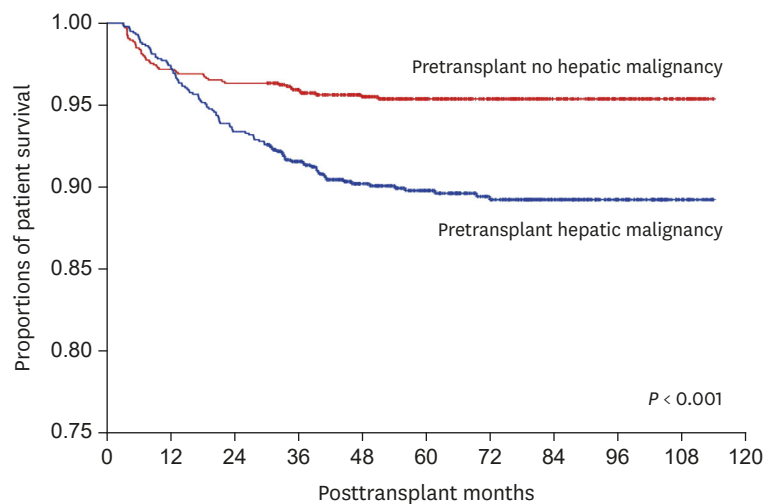 Proportions of patient survival
1.00
0.95
0.90
0.85
0.80
0.75
Pretransplant no hepatic malignancy
Pretransplant hepatic malignancy
P < 0.001
0 12 24 36 48 60 72 84 96 108 120
Posttransplant months